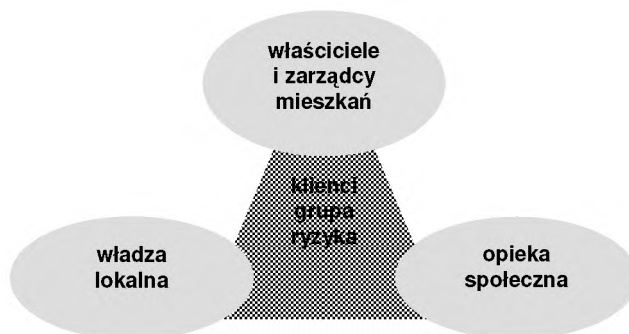 właściciele
i zarządcy
mieszkań
klienci
grupa
ryzyka
władza
lokalna
opieka
społeczna